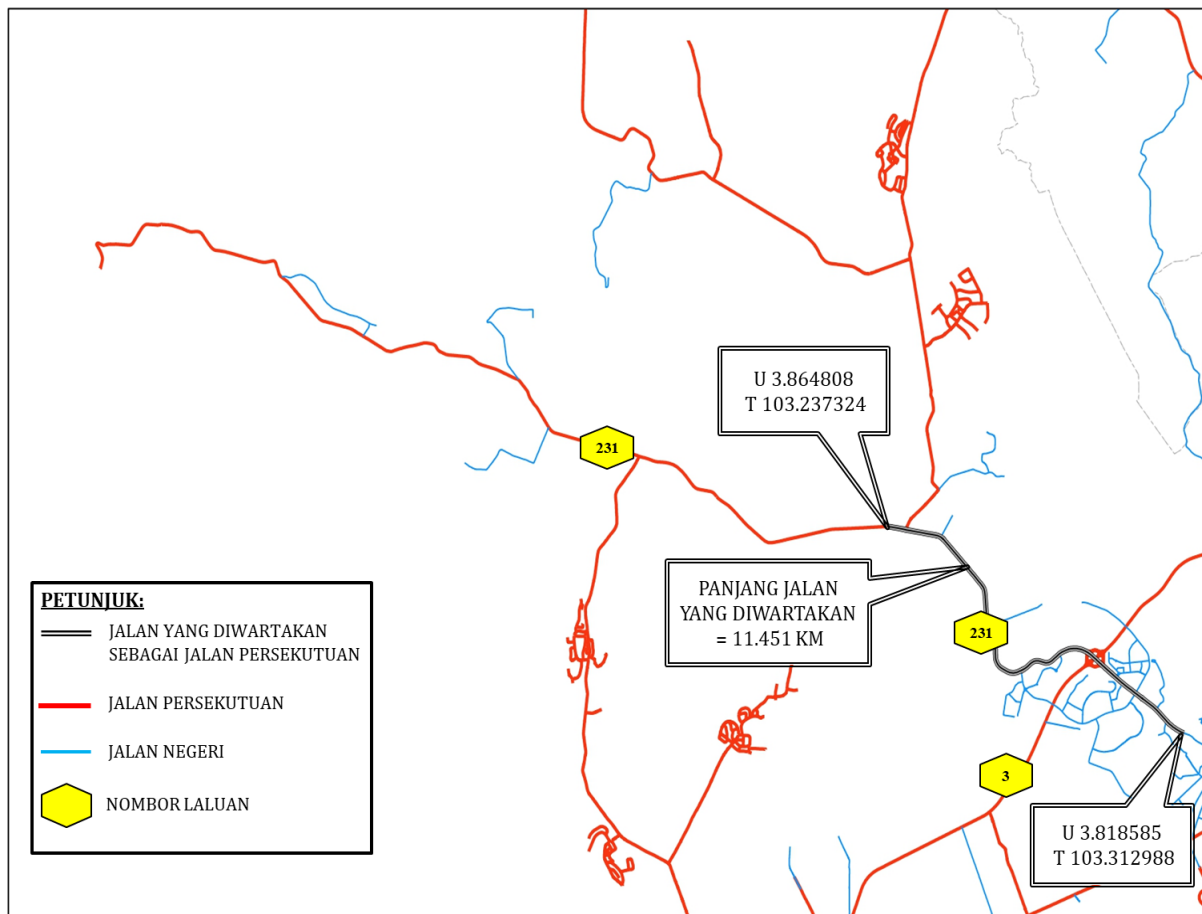 U 3.864808
T 103.237324
231
PANJANG JALAN
YANG DIWARTAKAN
= 11.451 KM
231
3
U 3.818585
T 103.312988
PETUNJUK:
JALAN YANG DIWARTAKAN
SEBAGAI JALAN PERSEKUTUAN
JALAN PERSEKUTUAN
JALAN NEGERI
NOMBOR LALUAN